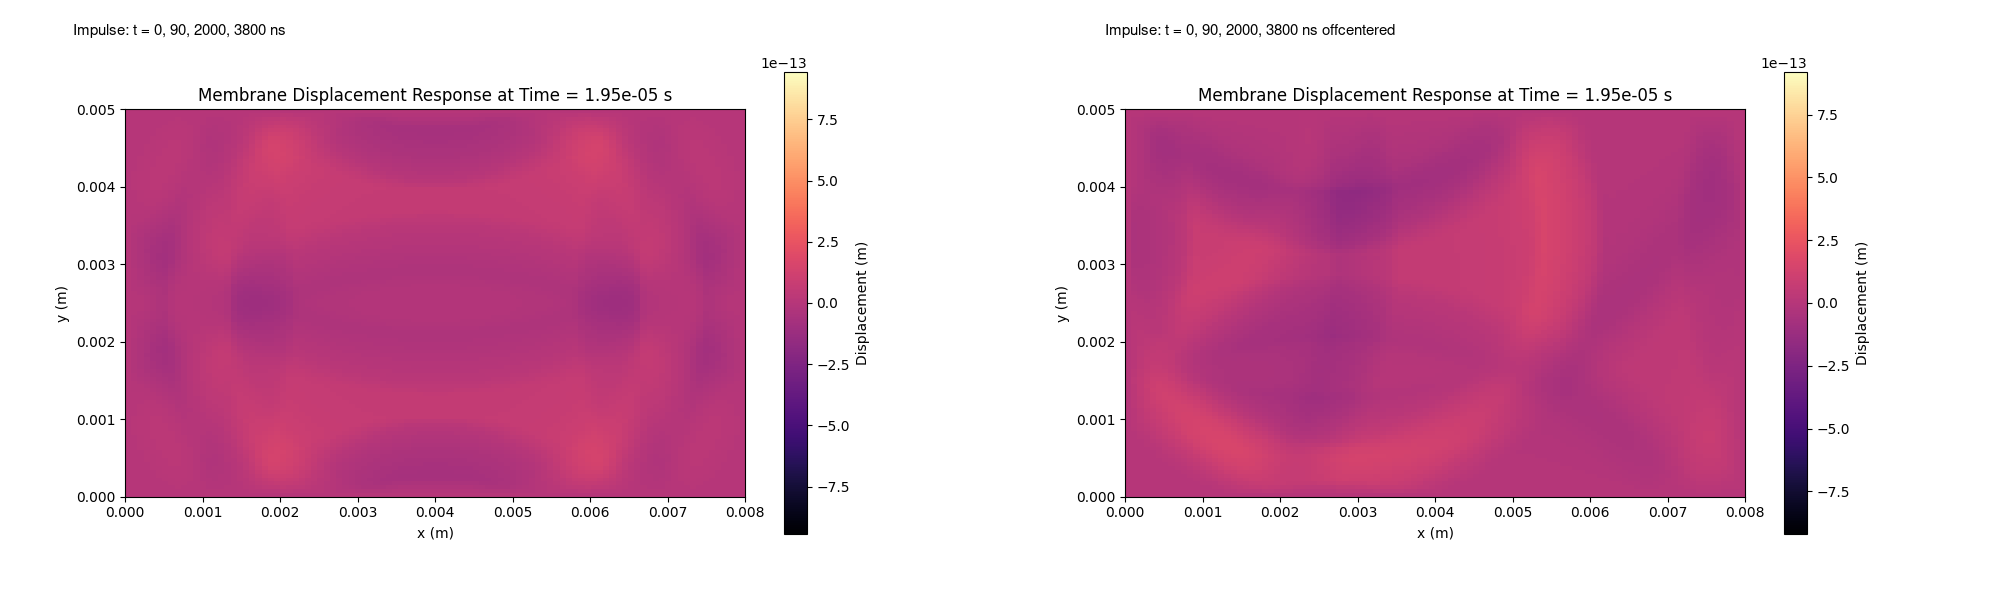 Impulse: t = 0, 90, 2000, 3800 ns
1e−13
Membrane Displacement Response at Time = 1.95e-05 s
0.005
0.004
0.003
0.002
0.001
0.000
y (m)
0.000 0.001 0.002 0.003 0.004 0.005 0.006 0.007 0.008
x (m)
7.5
5.0
2.5
0.0
−2.5
−5.0
−7.5
Displacement (m)
Impulse: t = 0, 90, 2000, 3800 ns offcentered
1e−13
Membrane Displacement Response at Time = 1.95e-05 s
0.005
0.004
0.003
0.002
0.001
0.000
y (m)
0.000 0.001 0.002 0.003 0.004 0.005 0.006 0.007 0.008
x (m)
7.5
5.0
2.5
0.0
−2.5
−5.0
−7.5
Displacement (m)